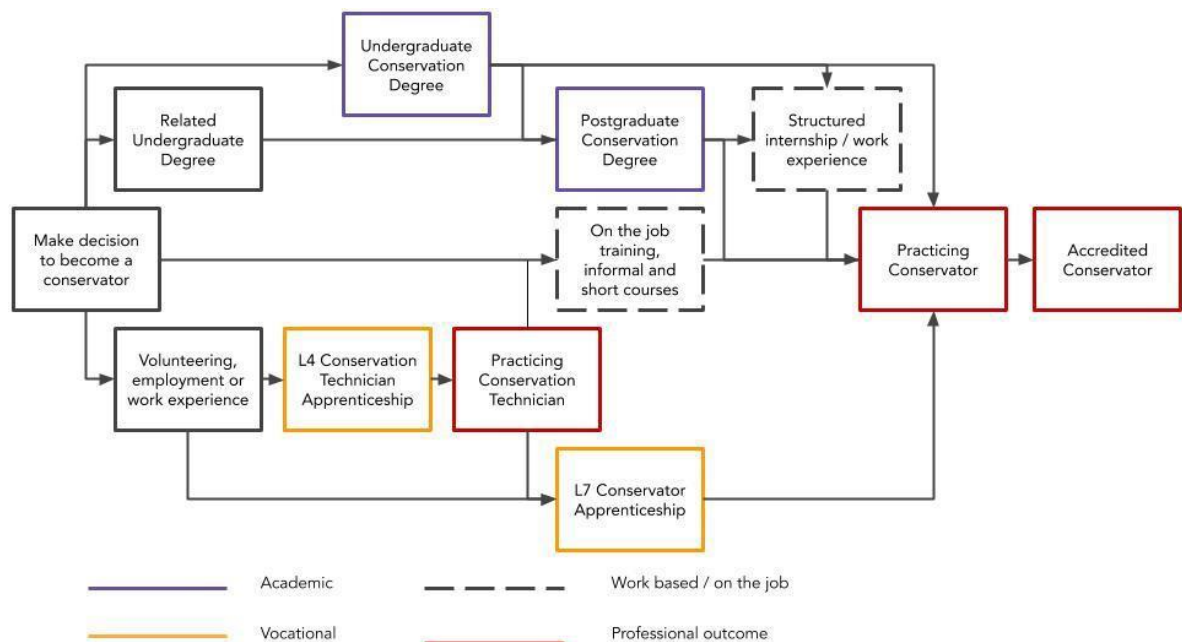 Undergraduate
Conservation
Degree
Related
Undergraduate
Degree
Postgraduate
Conservation
Degree
Structured
internship / work
experience
Make decision
to become a
conservator
On the job
training,
informal and
short courses
Practicing
Conservator
Accredited
Conservator
Volunteering,
employment or
work experience
L4 Conservation
Technician
Apprenticeship
Practicing
Conservation
Technician
L7 Conservator
Apprenticeship
Academic
Work based / on the job
Vocational
Professional outcome